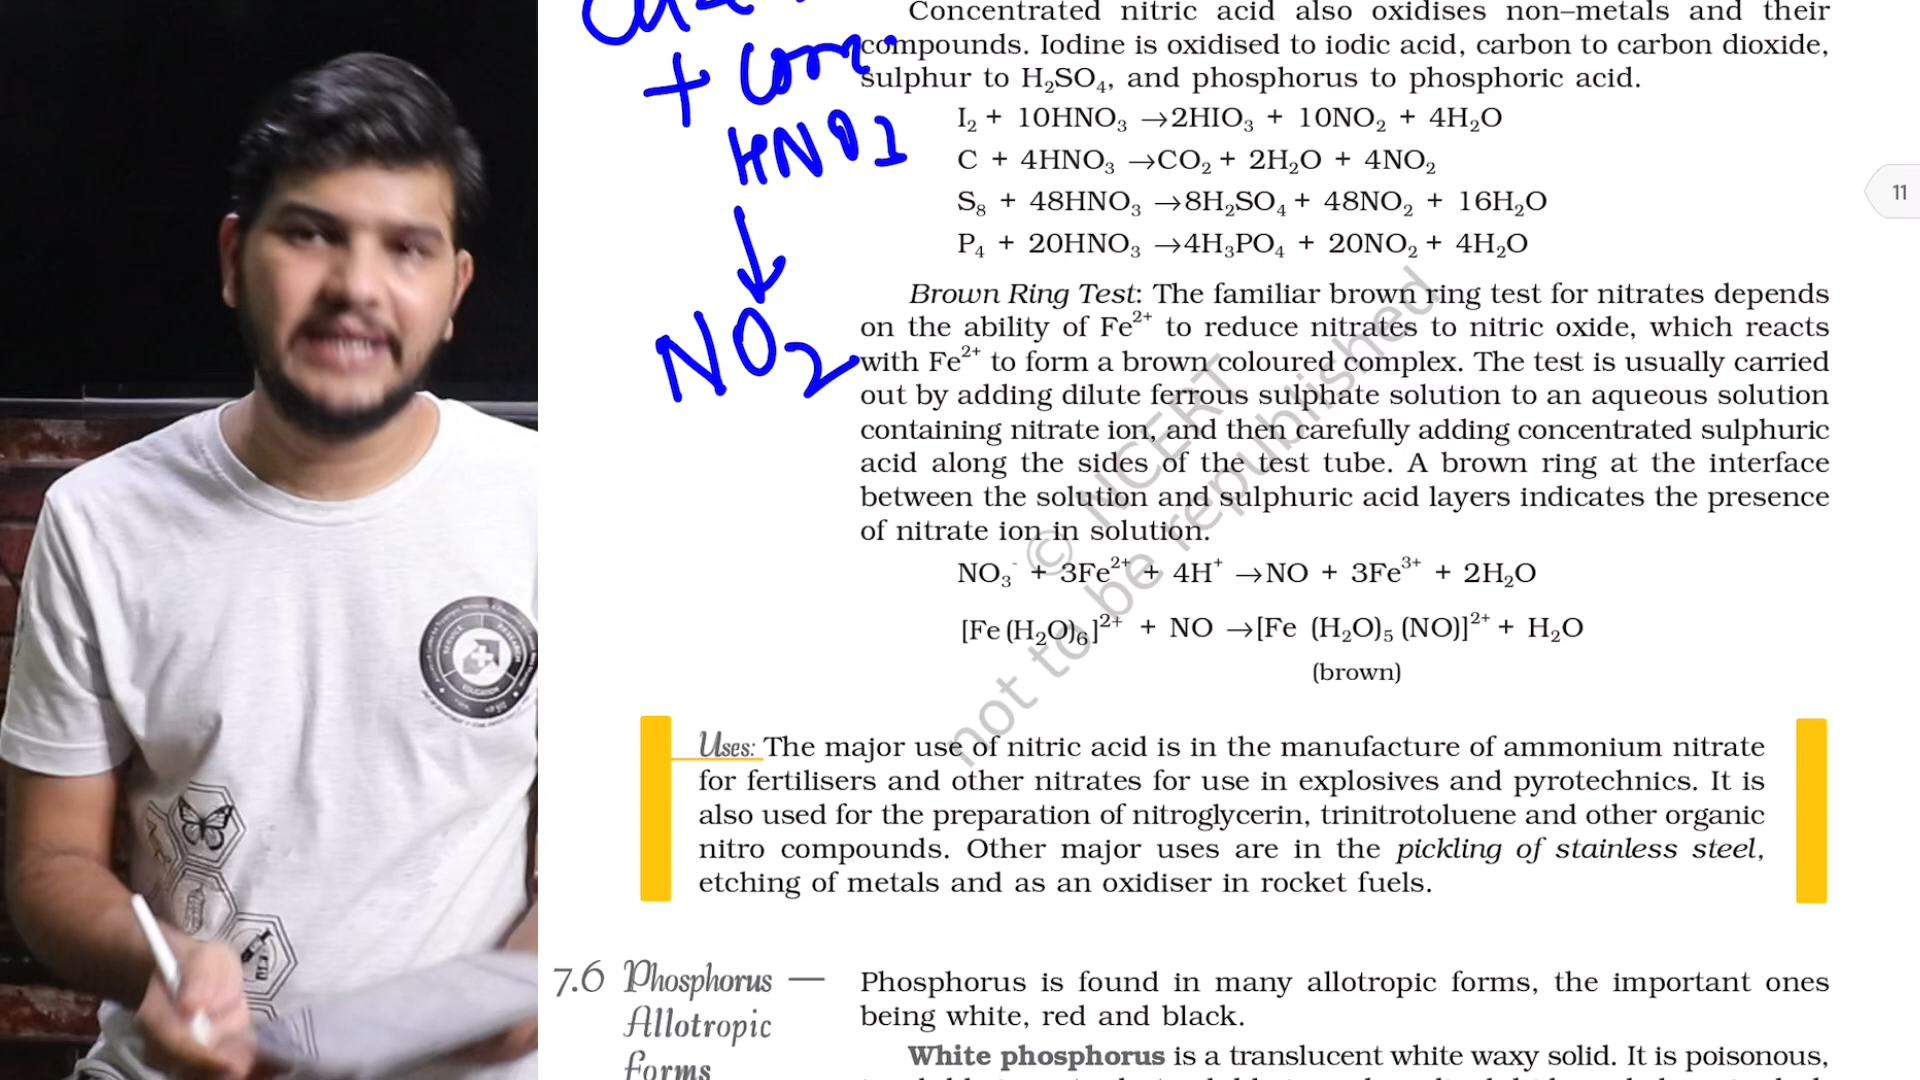 Concentrated nitric acid also oxidises non–metals and their
compounds. Iodine is oxidised to iodic acid, carbon to carbon dioxide,
sulphur to H₂SO₄, and phosphorus to phosphoric acid.
I₂ + 10HNO₃ →2HIO₃ + 10NO₂ + 4H₂O
C + 4HNO₃ →CO₂ + 2H₂O + 4NO₂
S₈ + 48HNO₃ →8H₂SO₄ + 48NO₂ + 16H₂O
P₄ + 20HNO₃ →4H₃PO₄ + 20NO₂ + 4H₂O
+ Conc.
HNO3
↓
NO2
11
Brown Ring Test: The familiar brown ring test for nitrates depends
on the ability of Fe²⁺ to reduce nitrates to nitric oxide, which reacts
with Fe²⁺ to form a brown coloured complex. The test is usually carried
out by adding dilute ferrous sulphate solution to an aqueous solution
containing nitrate ion, and then carefully adding concentrated sulphuric
acid along the sides of the test tube. A brown ring at the interface
between the solution and sulphuric acid layers indicates the presence
of nitrate ion in solution.
NO₃⁻ + 3Fe²⁺ + 4H⁺ →NO + 3Fe³⁺ + 2H₂O
[Fe (H₂O)₆]²⁺ + NO →[Fe (H₂O)₅ (NO)]²⁺ + H₂O
(brown)
© NCERT
not to be republished
Uses: The major use of nitric acid is in the manufacture of ammonium nitrate
for fertilisers and other nitrates for use in explosives and pyrotechnics. It is
also used for the preparation of nitroglycerin, trinitrotoluene and other organic
nitro compounds. Other major uses are in the pickling of stainless steel,
etching of metals and as an oxidiser in rocket fuels.
7.6 Phosphorus —
Allotropic
Forms
Phosphorus is found in many allotropic forms, the important ones
being white, red and black.
White phosphorus is a translucent white waxy solid. It is poisonous,
EDUCATION